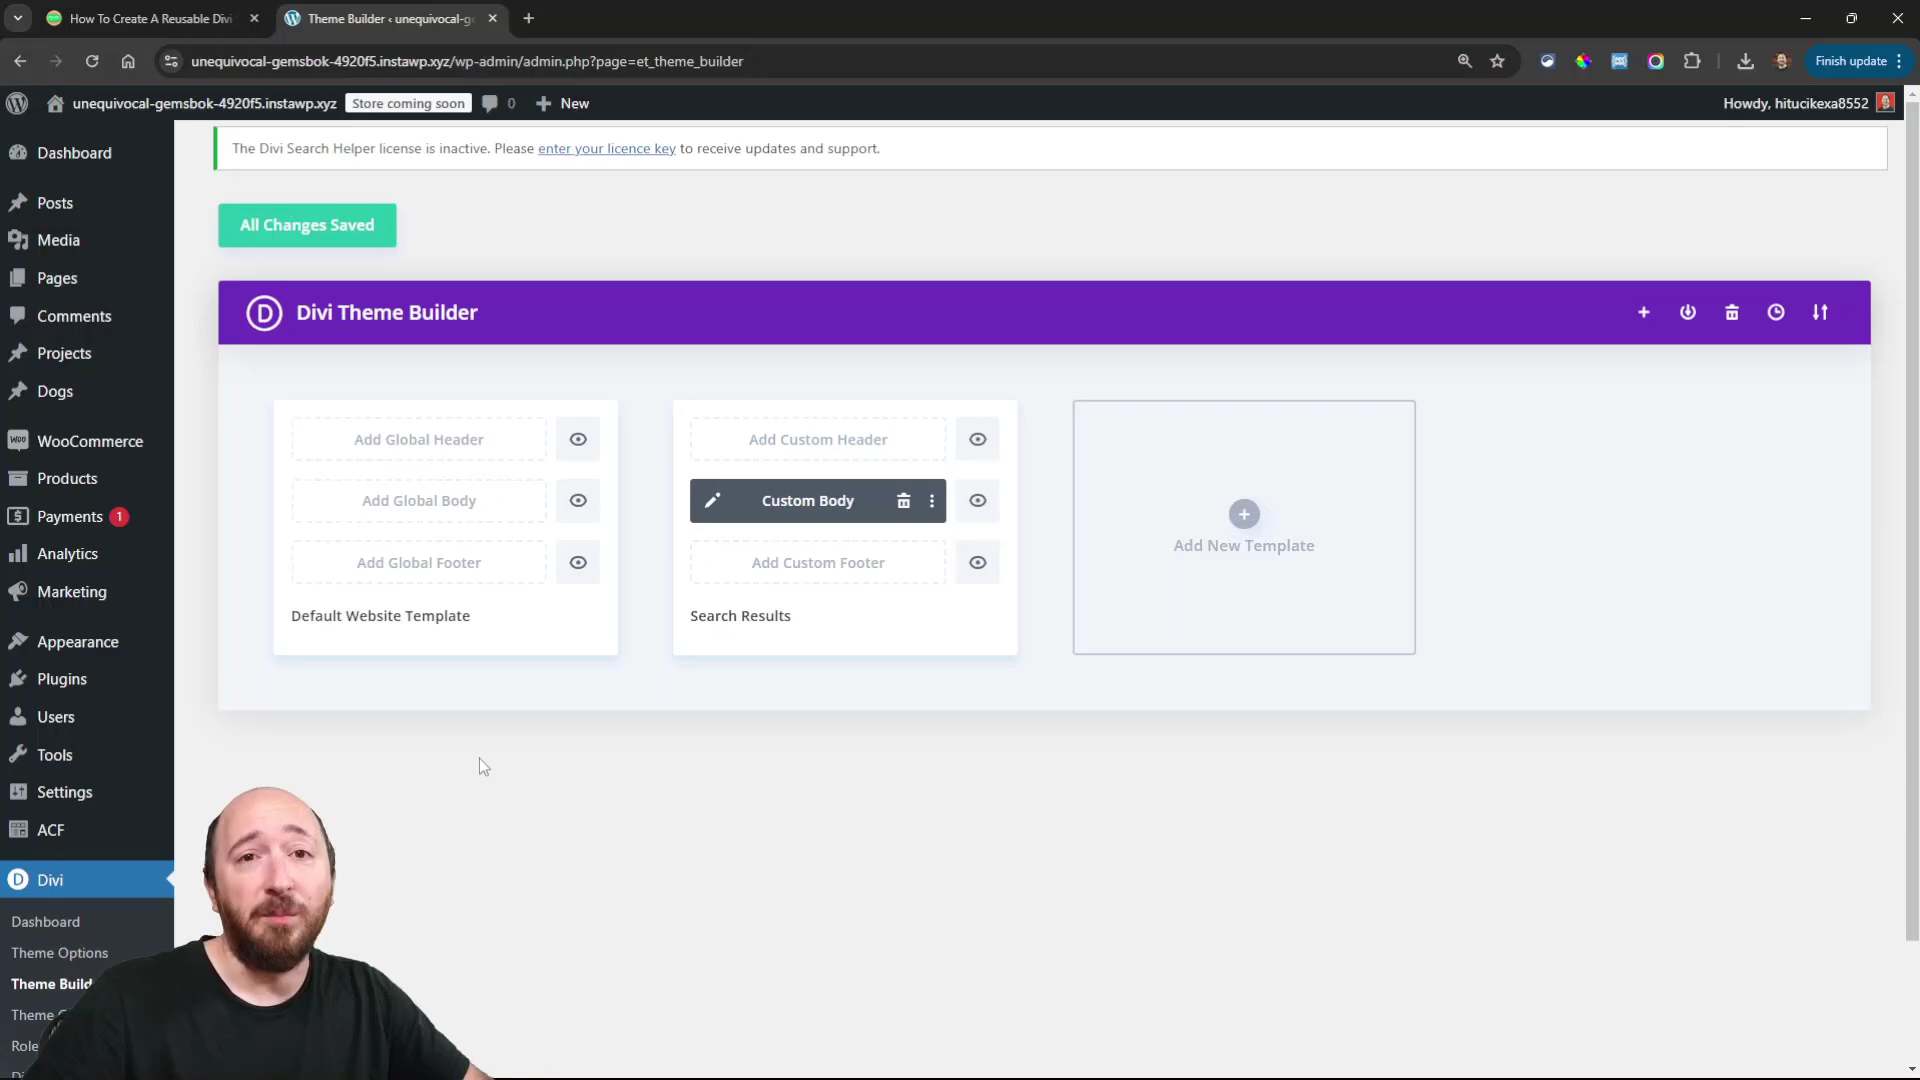 How To Create A Reusable Divi
Theme Builder ‹ unequivocal-ge
unequivocal-gemsbok-4920f5.instawp.xyz/wp-admin/admin.php?page=et_theme_builder
Finish update
unequivocal-gemsbok-4920f5.instawp.xyz
Store coming soon
0
New
Howdy, hitucikexa8552
Dashboard
Posts
Media
Pages
Comments
Projects
Dogs
WooCommerce
Products
Payments 1
Analytics
Marketing
Appearance
Plugins
Users
Tools
Settings
ACF
Divi
Dashboard
Theme Options
Theme Build
Theme
Role
The Divi Search Helper license is inactive. Please enter your licence key to receive updates and support.
All Changes Saved
D Divi Theme Builder
Add Global Header
Add Global Body
Add Global Footer
Default Website Template
Add Custom Header
Custom Body
Add Custom Footer
Search Results
Add New Template